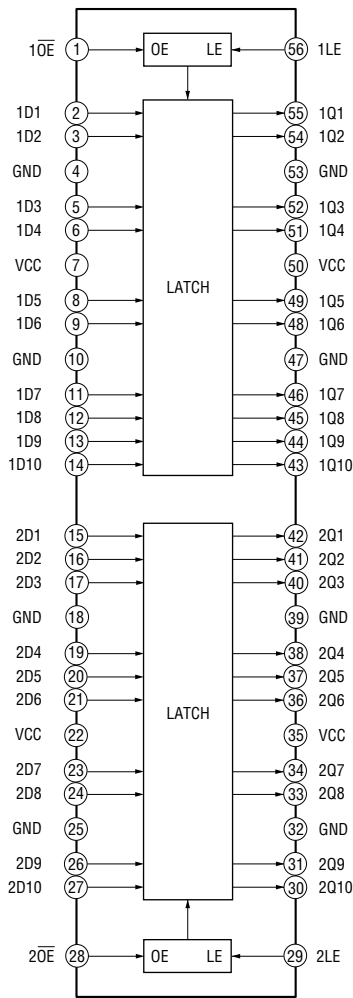 1O̅E̅ 1 OE LE 56 1LE
1D1 2 55 1Q1
1D2 3 54 1Q2
GND 4 53 GND
1D3 5 52 1Q3
1D4 6 51 1Q4
VCC 7 50 VCC
LATCH
1D5 8 49 1Q5
1D6 9 48 1Q6
GND 10 47 GND
1D7 11 46 1Q7
1D8 12 45 1Q8
1D9 13 44 1Q9
1D10 14 43 1Q10
2D1 15 42 2Q1
2D2 16 41 2Q2
2D3 17 40 2Q3
GND 18 39 GND
2D4 19 38 2Q4
2D5 20 37 2Q5
2D6 21 36 2Q6
LATCH
VCC 22 35 VCC
2D7 23 34 2Q7
2D8 24 33 2Q8
GND 25 32 GND
2D9 26 31 2Q9
2D10 27 30 2Q10
2O̅E̅ 28 OE LE 29 2LE